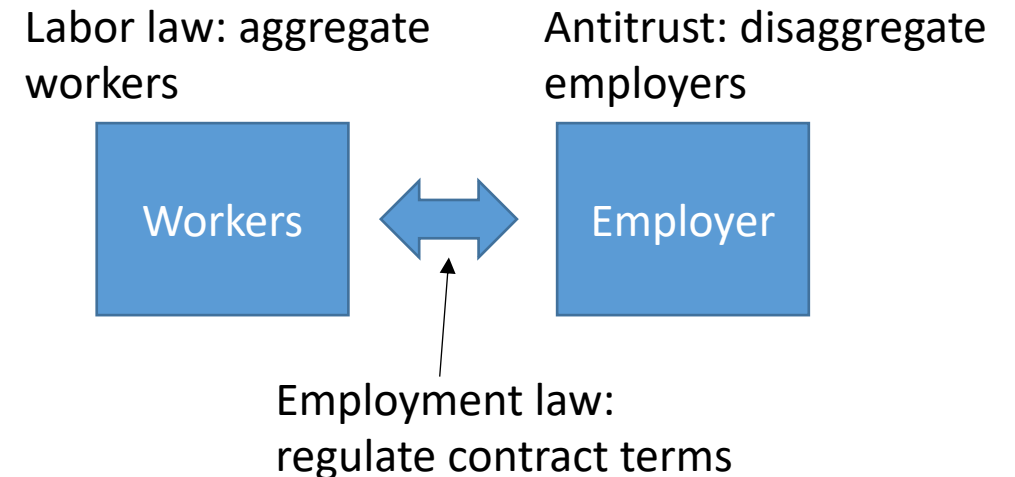 Labor law: aggregate
workers
Antitrust: disaggregate
employers
Workers
Employer
Employment law:
regulate contract terms